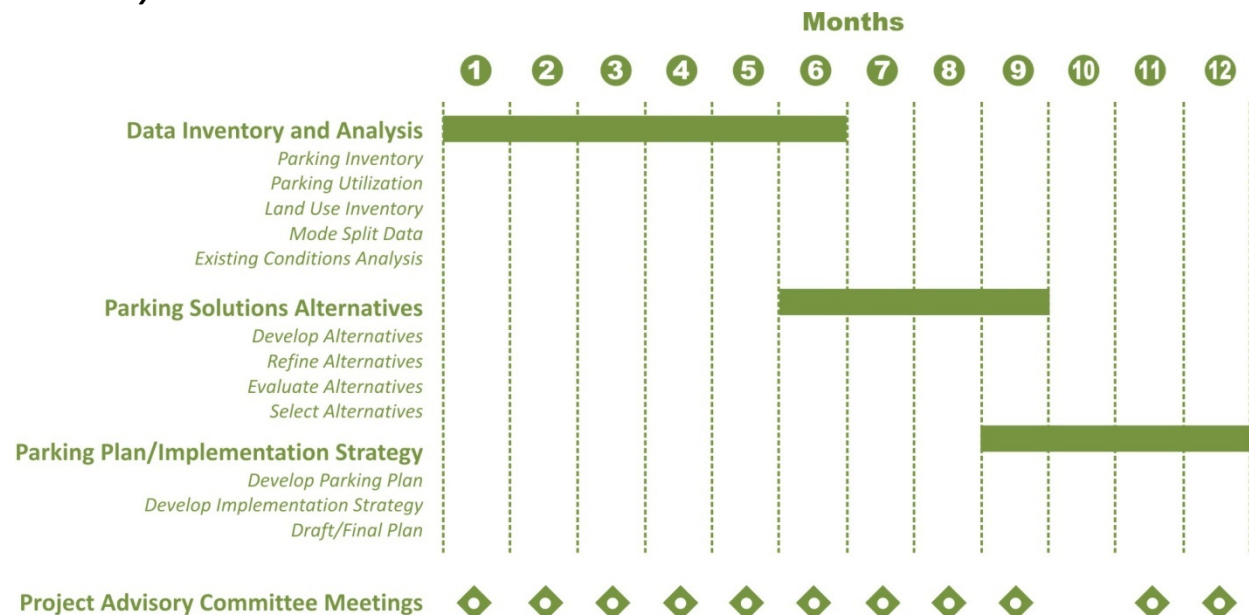 Months
1 2 3 4 5 6 7 8 9 10 11 12
Data Inventory and Analysis
Parking Inventory
Parking Utilization
Land Use Inventory
Mode Split Data
Existing Conditions Analysis
Parking Solutions Alternatives
Develop Alternatives
Refine Alternatives
Evaluate Alternatives
Select Alternatives
Parking Plan/Implementation Strategy
Develop Parking Plan
Develop Implementation Strategy
Draft/Final Plan
Project Advisory Committee Meetings